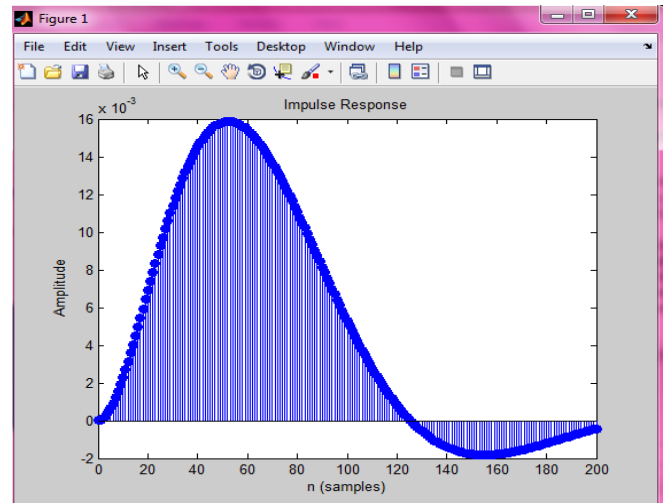 Figure 1
File Edit View Insert Tools Desktop Window Help
x 10-3
Impulse Response
16
14
12
10
8
6
4
2
0
-2
Amplitude
0 20 40 60 80 100 120 140 160 180 200
n (samples)